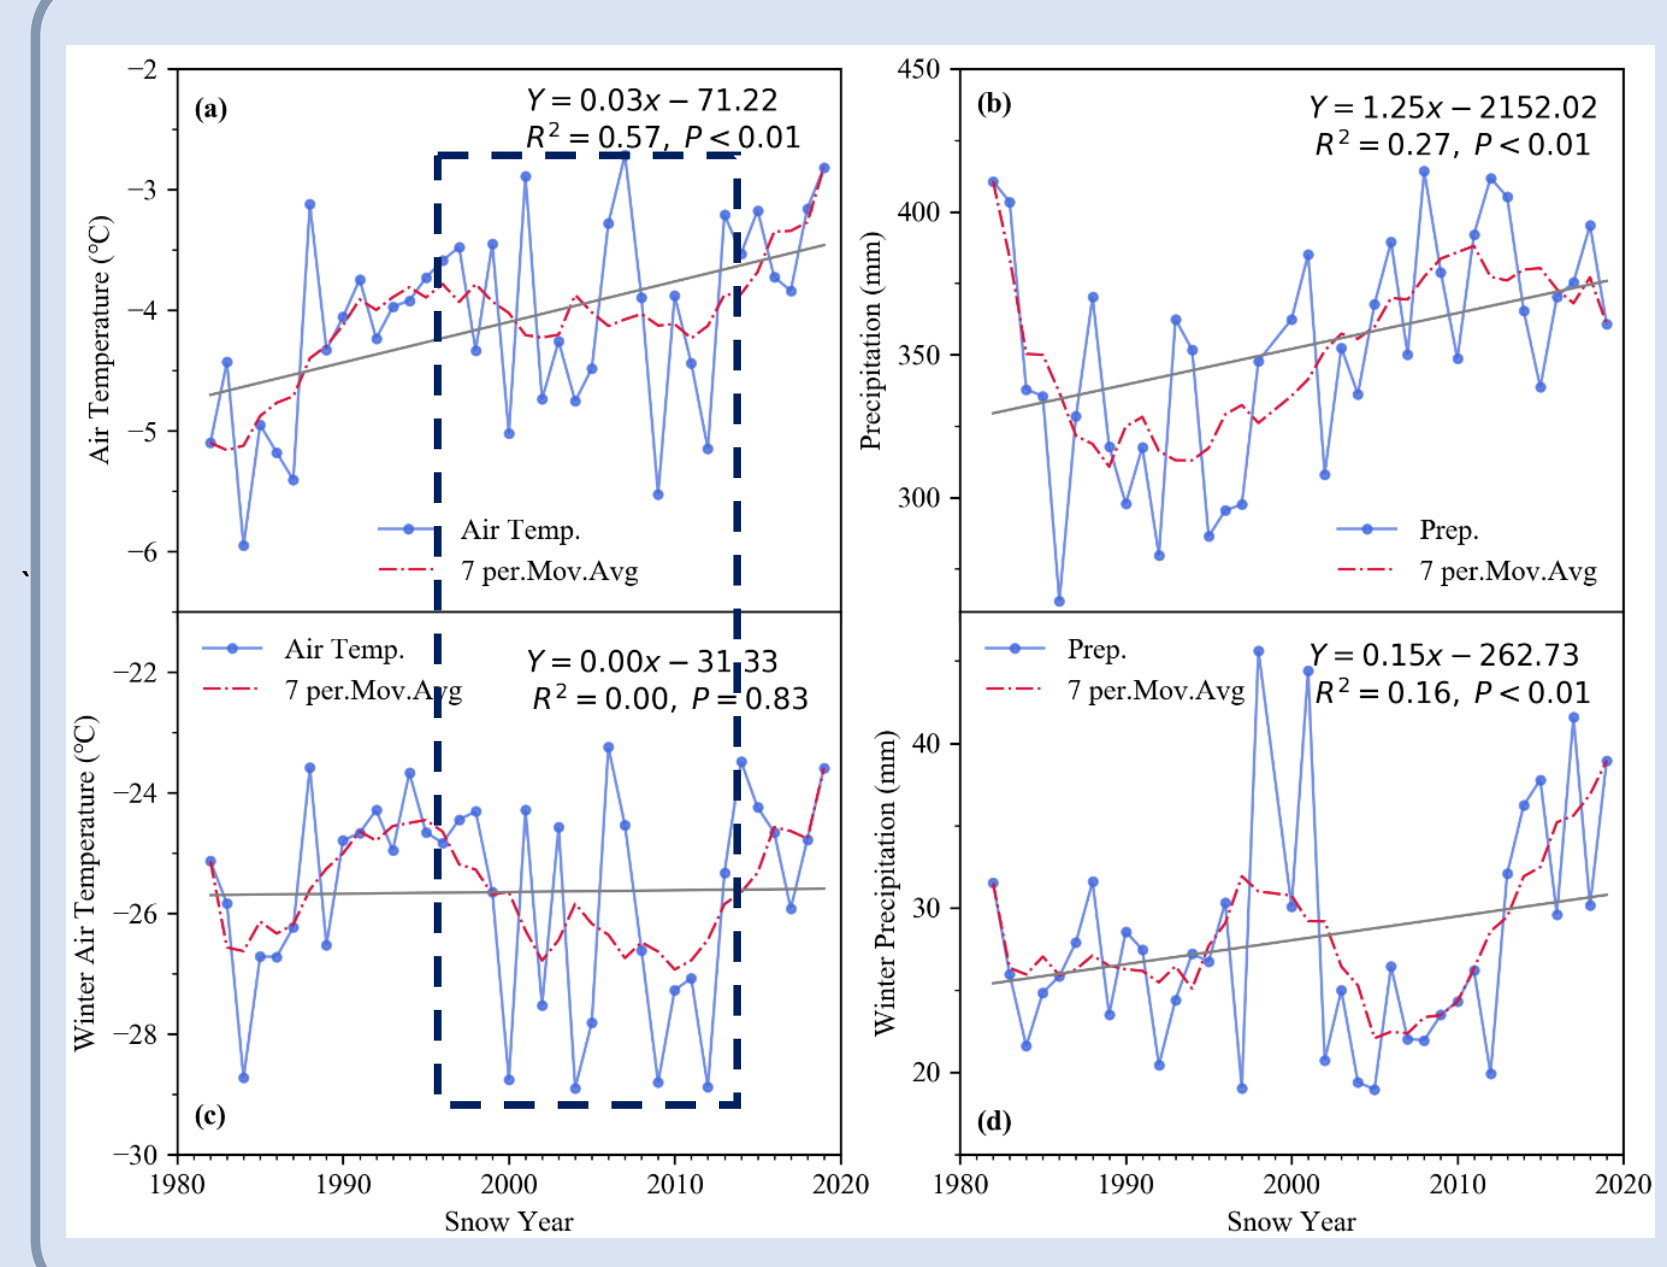 −2
−3
−4
−5
−6
Air Temperature (°C)
(a)
Y = 0.03x − 71.22
R² = 0.57, P < 0.01
Air Temp.
7 per.Mov.Avg
450
400
350
300
Precipitation (mm)
(b)
Y = 1.25x − 2152.02
R² = 0.27, P < 0.01
Prep.
7 per.Mov.Avg
−22
−24
−26
−28
−30
Winter Air Temperature (°C)
Air Temp.
7 per.Mov.Avg
Y = 0.00x − 31.33
R² = 0.00, P = 0.83
(c)
1980
1990
2000
2010
2020
Snow Year
40
30
20
Winter Precipitation (mm)
Prep.
7 per.Mov.Avg
Y = 0.15x − 262.73
R² = 0.16, P < 0.01
(d)
1980
1990
2000
2010
2020
Snow Year
`